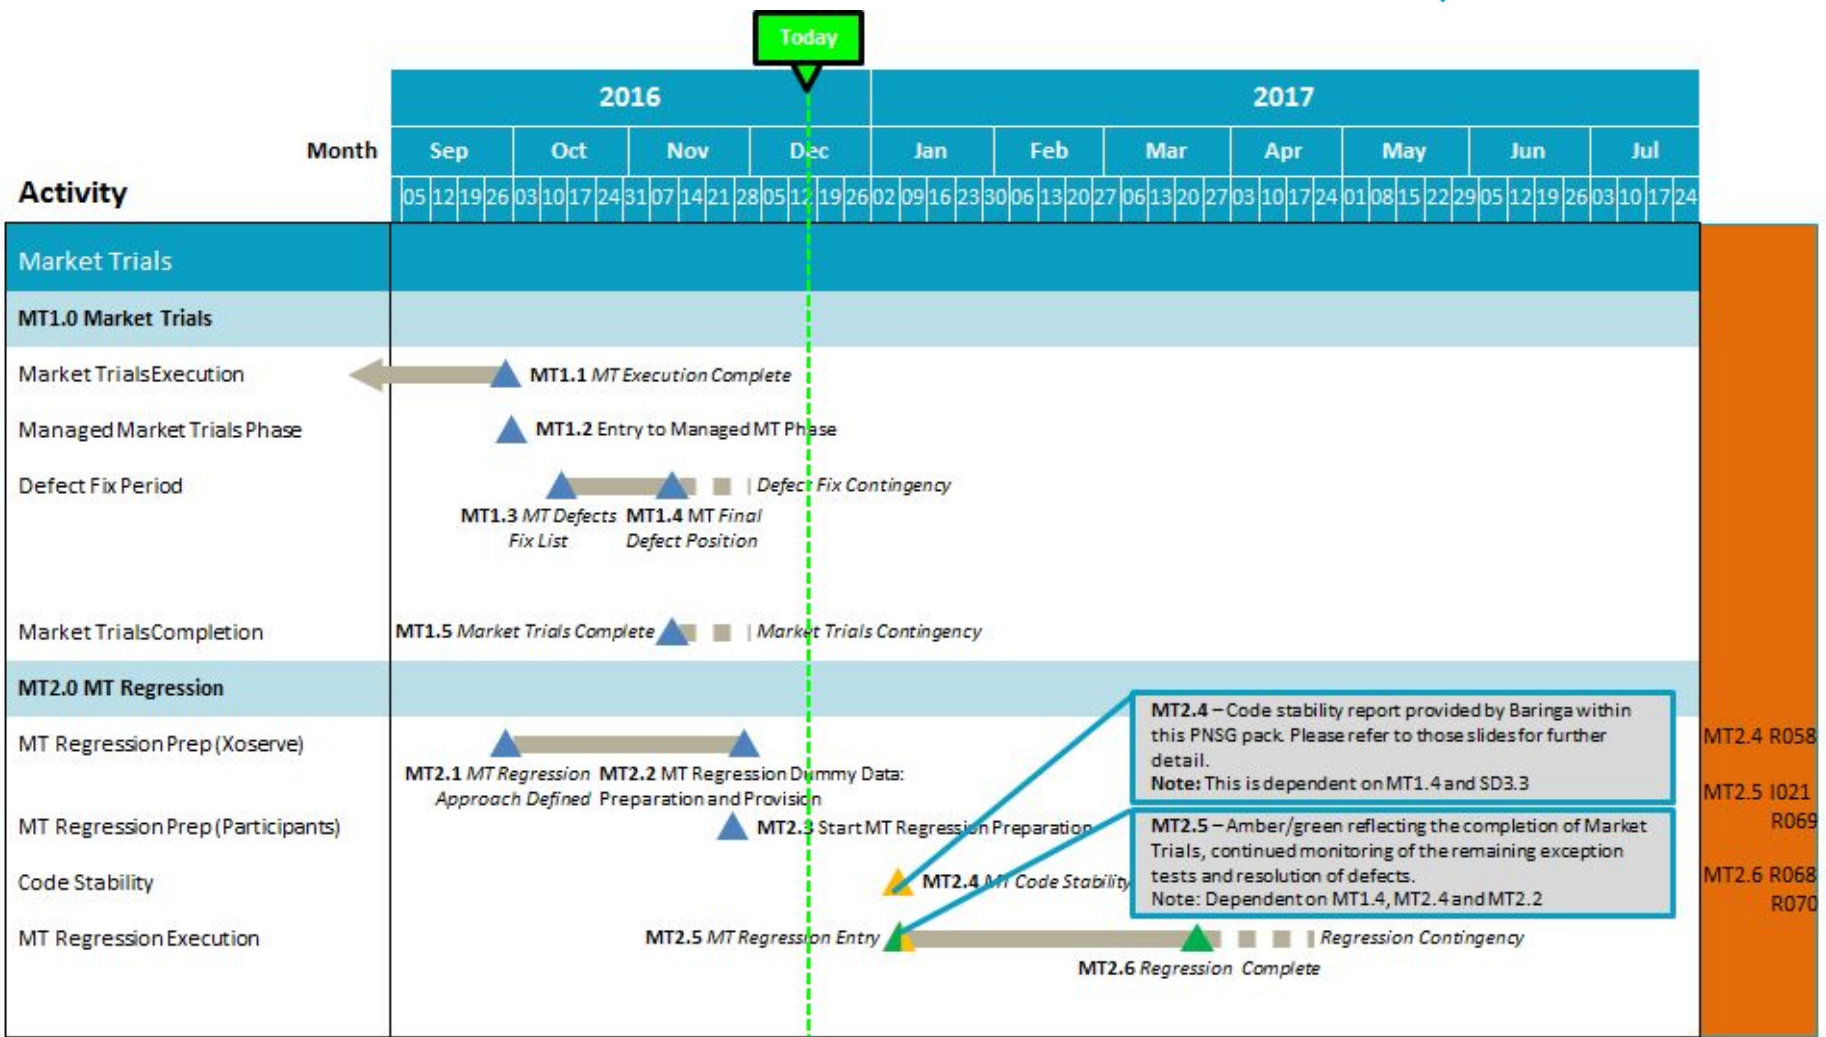 Today
2016 2017
Month Sep Oct Nov Dec Jan Feb Mar Apr May Jun Jul
Activity
05 12 19 26 03 10 17 24 31 07 14 21 28 05 12 19 26 02 09 16 23 30 06 13 20 27 06 13 20 27 03 10 17 24 01 08 15 22 29 05 12 19 26 03 10 17 24
Market Trials
MT1.0 Market Trials
Market Trials Execution
MT1.1 MT Execution Complete
Managed Market Trials Phase
MT1.2 Entry to Managed MT Phase
Defect Fix Period
Defect Fix Contingency
MT1.3 MT Defects
Fix List
MT1.4 MT Final
Defect Position
Market Trials Completion
MT1.5 Market Trials Complete
Market Trials Contingency
MT2.0 MT Regression
MT Regression Prep (Xoserve)
MT2.1 MT Regression
Approach Defined
MT2.2 MT Regression Dummy Data:
Preparation and Provision
MT Regression Prep (Participants)
MT2.3 Start MT Regression Preparation
Code Stability
MT2.4 MT Code Stability
MT Regression Execution
MT2.5 MT Regression Entry
Regression Contingency
MT2.6 Regression Complete
MT2.4 – Code stability report provided by Baringa within
this PNSG pack. Please refer to those slides for further
detail.
Note: This is dependent on MT1.4 and SD3.3
MT2.5 – Amber/green reflecting the completion of Market
Trials, continued monitoring of the remaining exception
tests and resolution of defects.
Note: Dependent on MT1.4, MT2.4 and MT2.2
MT2.4 R058
MT2.5 I021
R069
MT2.6 R068
R070